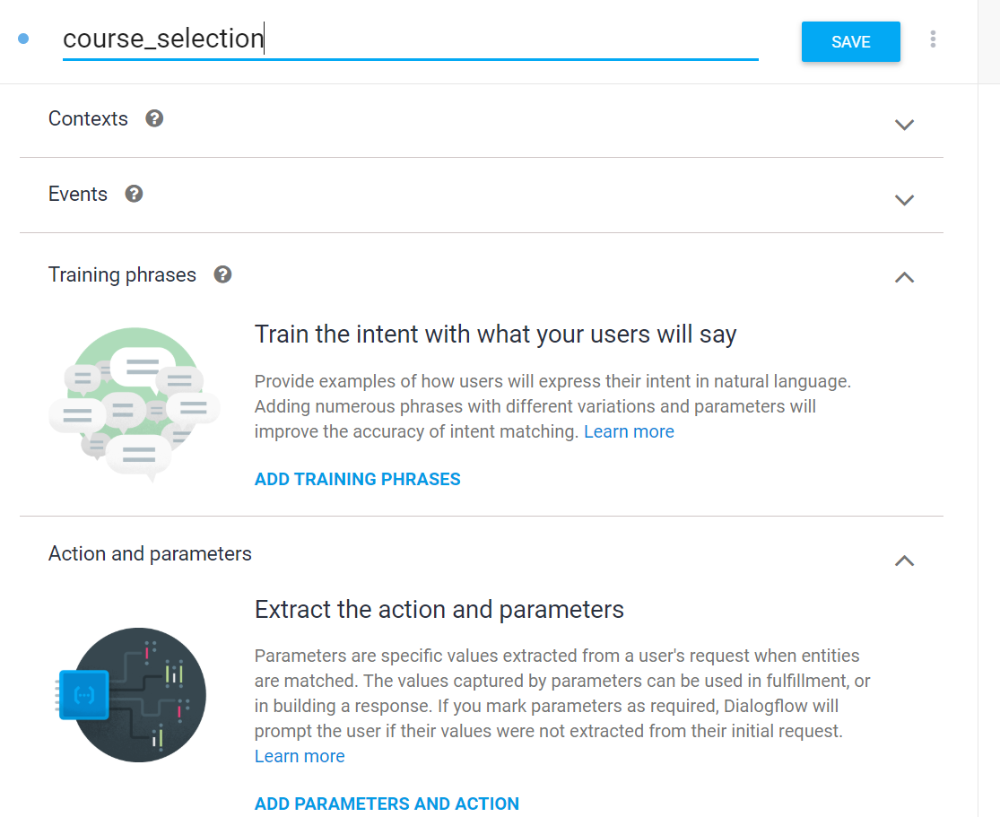 course_selection
SAVE
Contexts ?
Events ?
Training phrases ?
Train the intent with what your users will say
Provide examples of how users will express their intent in natural language.
Adding numerous phrases with different variations and parameters will
improve the accuracy of intent matching. Learn more
ADD TRAINING PHRASES
Action and parameters
Extract the action and parameters
Parameters are specific values extracted from a user's request when entities
are matched. The values captured by parameters can be used in fulfillment, or
in building a response. If you mark parameters as required, Dialogflow will
prompt the user if their values were not extracted from their initial request.
Learn more
ADD PARAMETERS AND ACTION